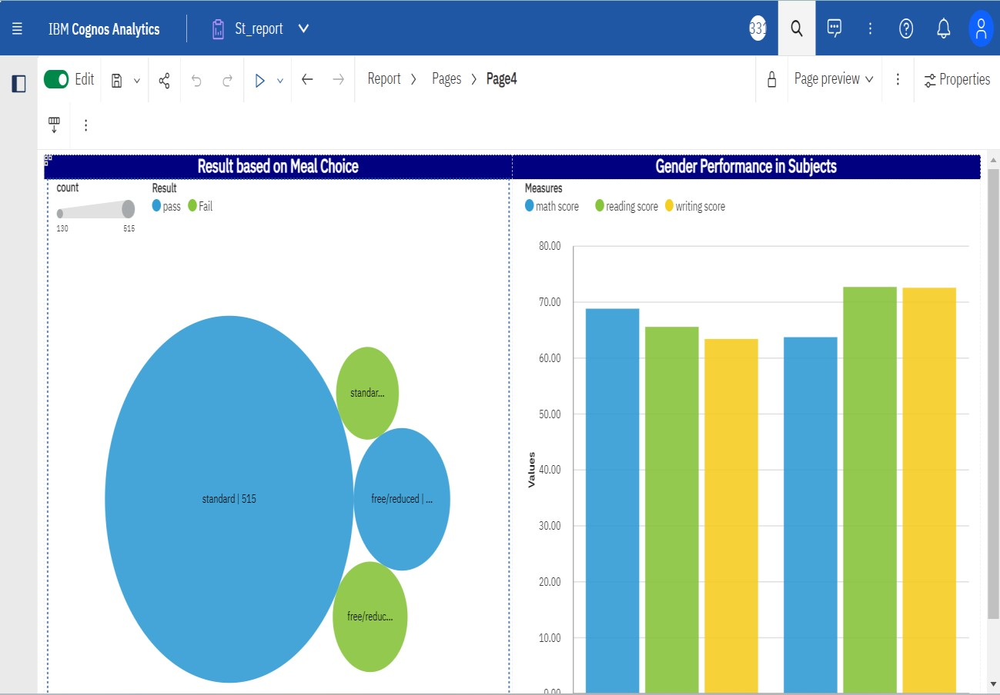 IBM Cognos Analytics
St_report
331
Edit
Report
Pages
Page4
Page preview
Properties
Result based on Meal Choice
Gender Performance in Subjects
count
130
515
Result
pass
Fail
standard | 515
standar...
free/reduced | ...
free/reduc...
Measures
math score
reading score
writing score
Values
80.00
70.00
60.00
50.00
40.00
30.00
20.00
10.00
0.00